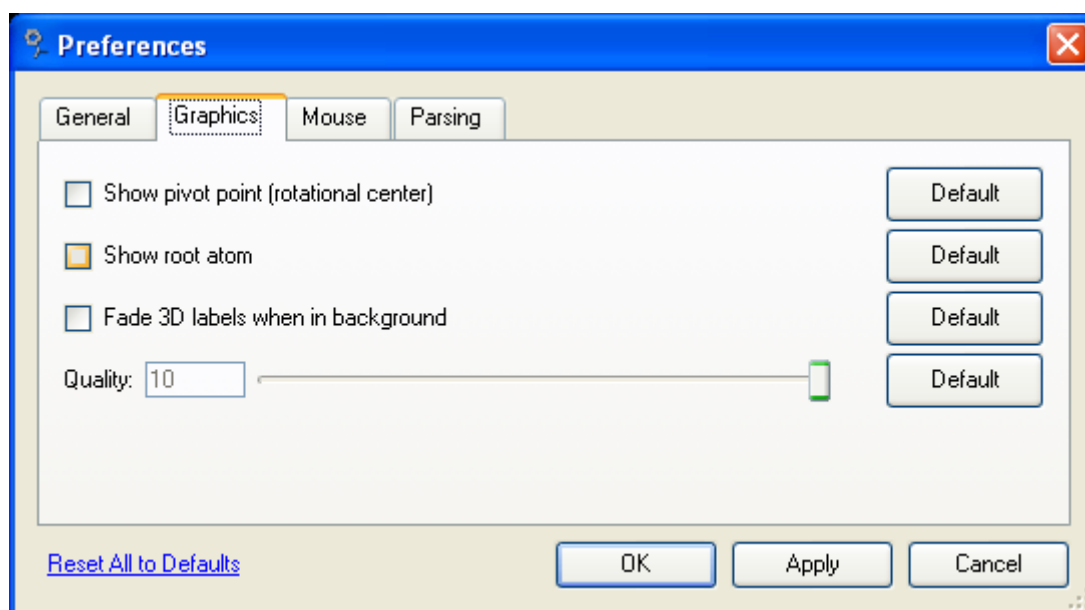 Preferences
General Graphics Mouse Parsing
Show pivot point (rotational center) Default
Show root atom Default
Fade 3D labels when in background Default
Quality: 10 Default
Reset All to Defaults OK Apply Cancel